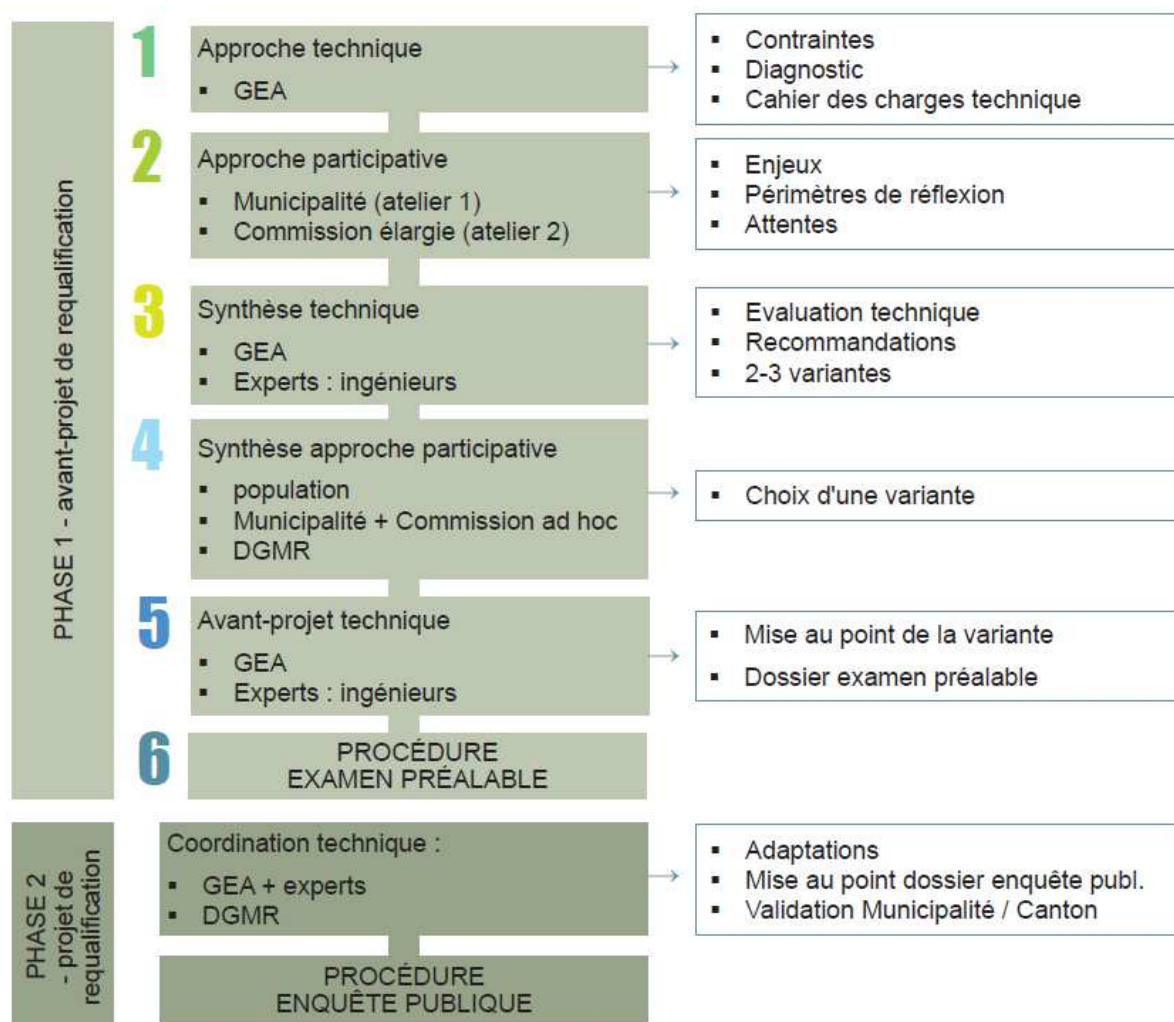 PHASE 1 - avant-projet de requalification
1
Approche technique
▪ GEA
▪ Contraintes
▪ Diagnostic
▪ Cahier des charges technique
2
Approche participative
▪ Municipalité (atelier 1)
▪ Commission élargie (atelier 2)
▪ Enjeux
▪ Périmètres de réflexion
▪ Attentes
3
Synthèse technique
▪ GEA
▪ Experts : ingénieurs
▪ Evaluation technique
▪ Recommandations
▪ 2-3 variantes
4
Synthèse approche participative
▪ population
▪ Municipalité + Commission ad hoc
▪ DGMR
▪ Choix d'une variante
5
Avant-projet technique
▪ GEA
▪ Experts : ingénieurs
▪ Mise au point de la variante
▪ Dossier examen préalable
6
PROCÉDURE
EXAMEN PRÉALABLE
PHASE 2
- projet de
requalification
Coordination technique :
▪ GEA + experts
▪ DGMR
▪ Adaptations
▪ Mise au point dossier enquête publ.
▪ Validation Municipalité / Canton
PROCÉDURE
ENQUÊTE PUBLIQUE